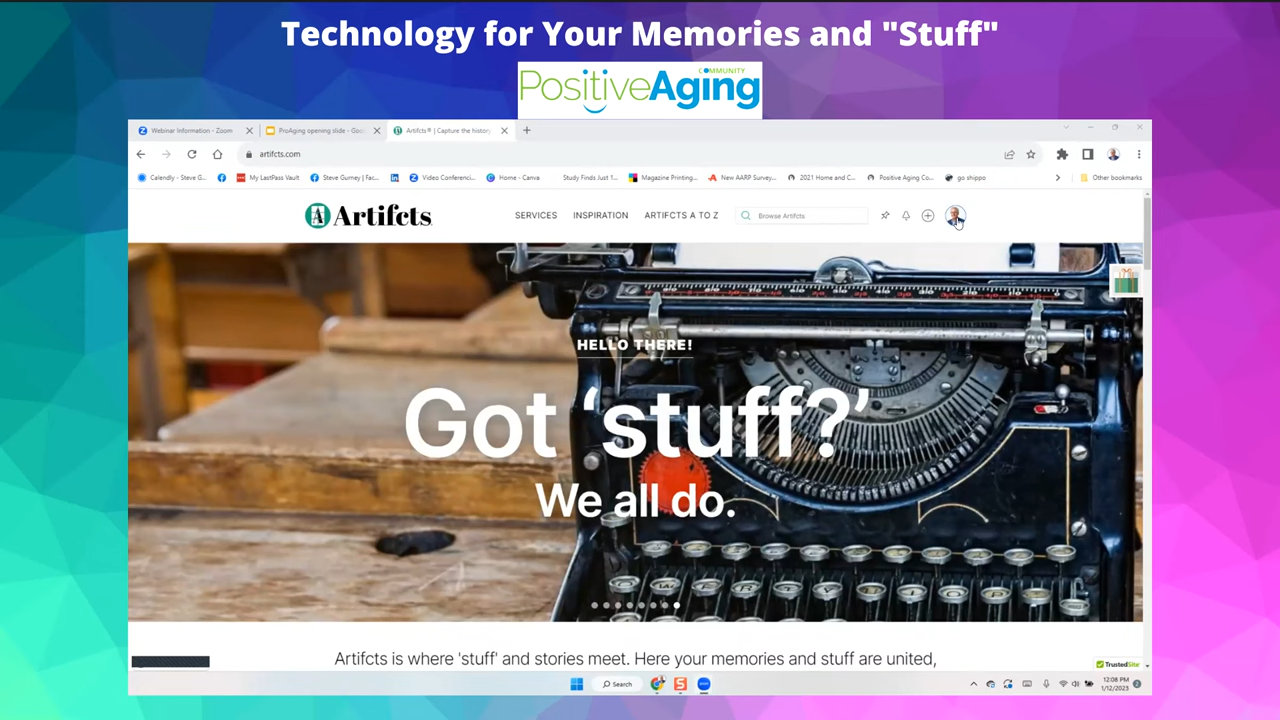 Technology for Your Memories and "Stuff"
COMMUNITY
PositiveAging
Webinar Information - Zoom
ProAging opening slide - Goo
Artifcts® | Capture the history
artifcts.com
Calendly - Steve G...
My LastPass Vault
Steve Gurney | Fac...
Video Conferenci...
Home - Canva
Study Finds Just 1...
Magazine Printing...
New AARP Survey...
2021 Home and C...
Positive Aging Co...
go shippo
Other bookmarks
Artifcts
SERVICES
INSPIRATION
ARTIFCTS A TO Z
Browse Artifcts
HELLO THERE!
Got ‘stuff?’
We all do.
Artifcts is where 'stuff' and stories meet. Here your memories and stuff are united,
TrustedSite
Search
12:08 PM
1/12/2023